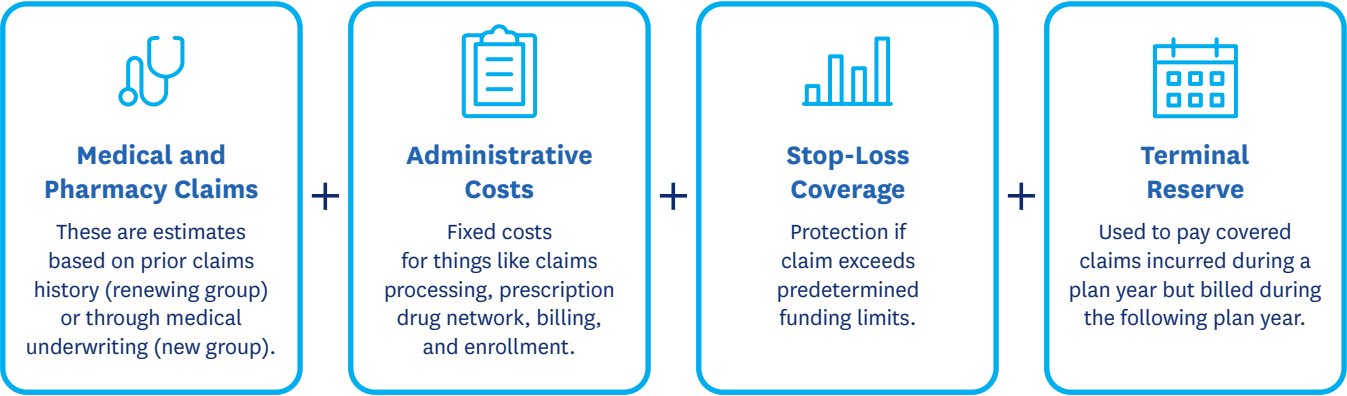 Medical and
Pharmacy Claims
These are estimates
based on prior claims
history (renewing group)
or through medical
underwriting (new group).
+
Administrative
Costs
Fixed costs
for things like claims
processing, prescription
drug network, billing,
and enrollment.
+
Stop-Loss
Coverage
Protection if
claim exceeds
predetermined
funding limits.
+
Terminal
Reserve
Used to pay covered
claims incurred during a
plan year but billed during
the following plan year.